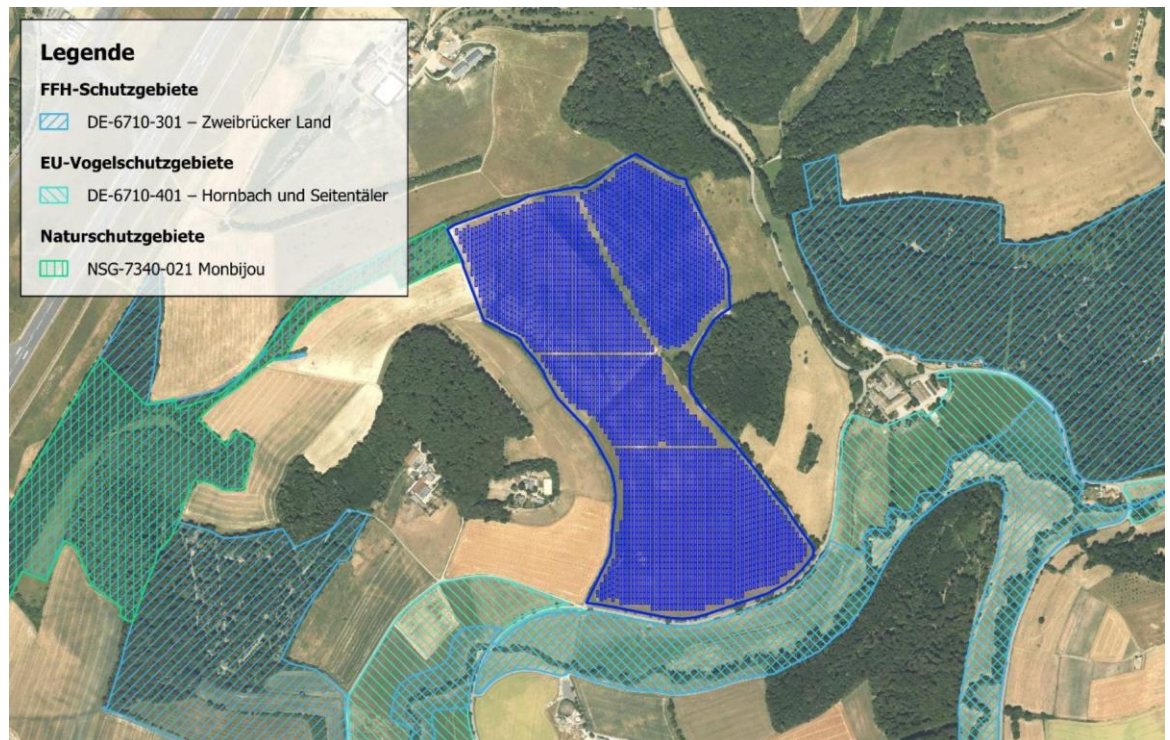 Legende
FFH-Schutzgebiete
DE-6710-301 – Zweibrücker Land
EU-Vogelschutzgebiete
DE-6710-401 – Hornbach und Seitentäler
Naturschutzgebiete
NSG-7340-021 Monbijou